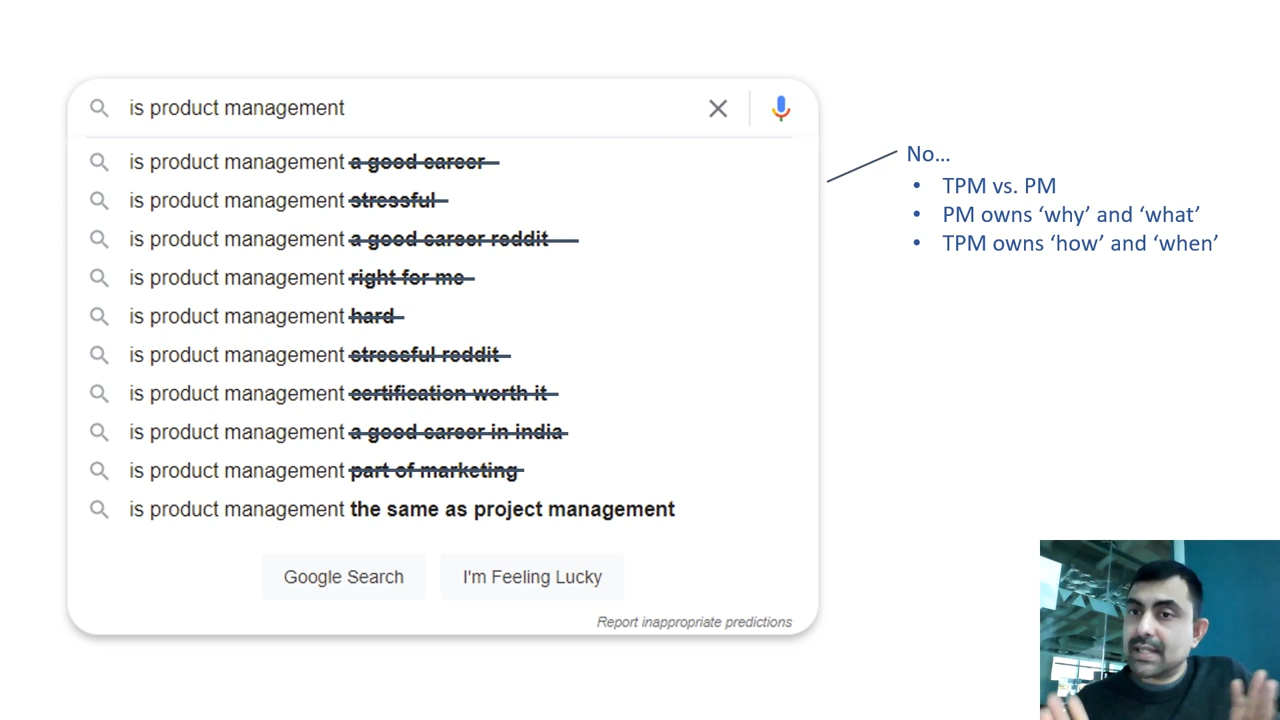 is product management
is product management a good career
is product management stressful
is product management a good career reddit
is product management right for me
is product management hard
is product management stressful reddit
is product management certification worth it
is product management a good career in india
is product management part of marketing
is product management the same as project management
Google Search I'm Feeling Lucky
Report inappropriate predictions
No...
• TPM vs. PM
• PM owns ‘why’ and ‘what’
• TPM owns ‘how’ and ‘when’